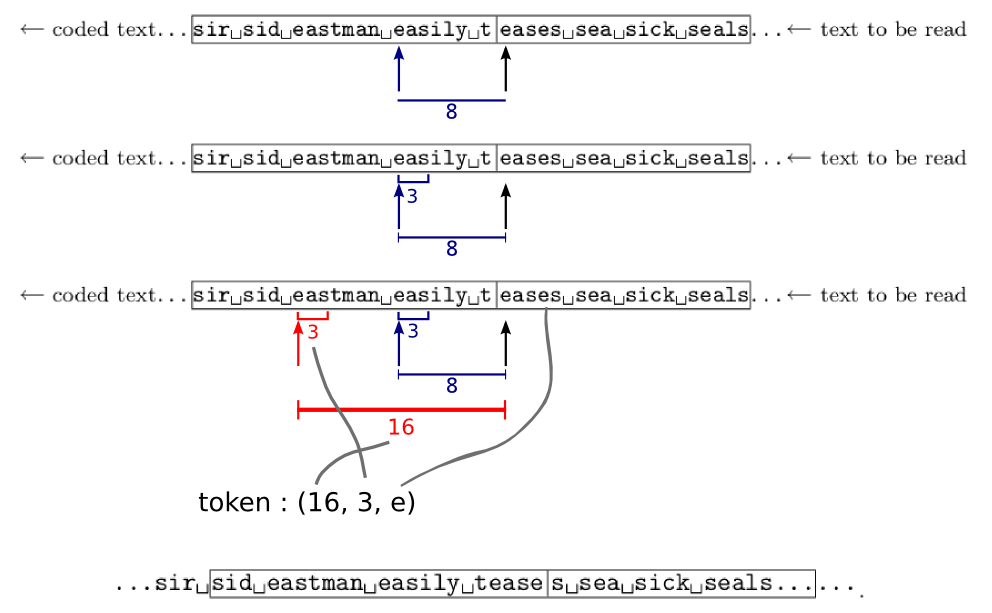 ← coded text...sir␣sid␣eastman␣easily␣t eases␣sea␣sick␣seals...← text to be read
8
← coded text...sir␣sid␣eastman␣easily␣t eases␣sea␣sick␣seals...← text to be read
3
8
← coded text...sir␣sid␣eastman␣easily␣t eases␣sea␣sick␣seals...← text to be read
3 3
8
16
token : (16, 3, e)
...sir␣sid␣eastman␣easily␣tease s␣sea␣sick␣seals...... .